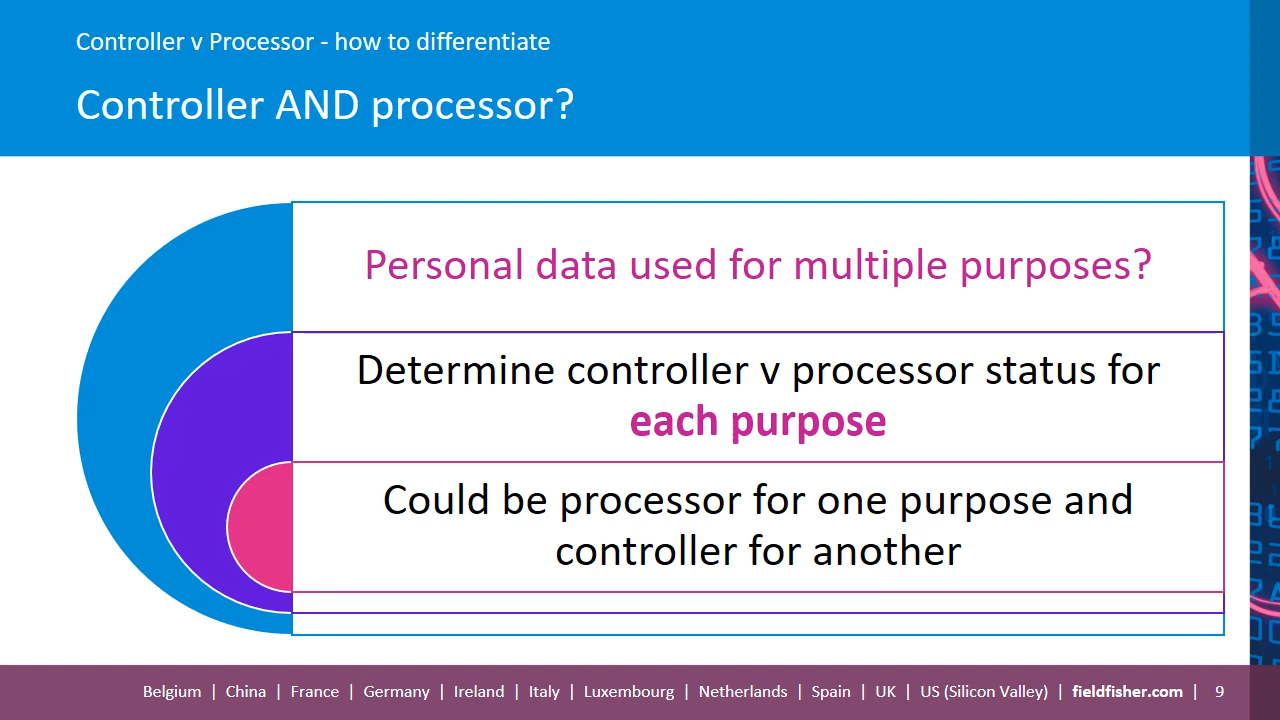 Controller v Processor - how to differentiate
Controller AND processor?
Personal data used for multiple purposes?
Determine controller v processor status for
each purpose
Could be processor for one purpose and
controller for another
Belgium | China | France | Germany | Ireland | Italy | Luxembourg | Netherlands | Spain | UK | US (Silicon Valley) | fieldfisher.com | 9